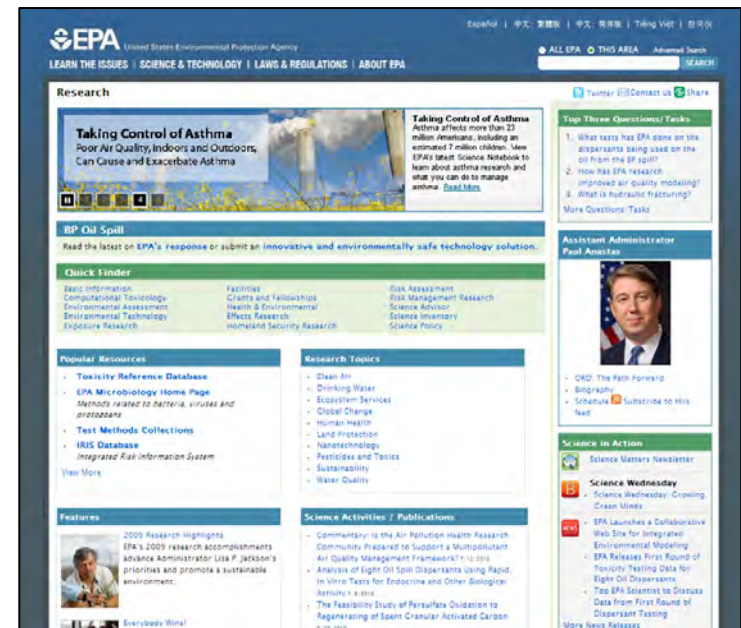 Español | 中文: 繁體版 | 中文: 简体版 | Tiếng Việt | 한국어
EPA United States Environmental Protection Agency
ALL EPA THIS AREA Advanced Search
LEARN THE ISSUES | SCIENCE & TECHNOLOGY | LAWS & REGULATIONS | ABOUT EPA
SEARCH
Research
Twitter Contact us Share
Taking Control of Asthma
Poor Air Quality, Indoors and Outdoors,
Can Cause and Exacerbate Asthma
4
Taking Control of Asthma
Asthma affects more than 23
million Americans, including an
estimated 7 million children. View
EPA's latest Science Notebook to
learn about asthma research and
what you can do to manage
asthma. Read More
BP Oil Spill
Read the latest on EPA's response or submit an innovative and environmentally safe technology solution.
Quick Finder
Basic Information
Computational Toxicology
Environmental Assessment
Environmental Technology
Exposure Research
Facilities
Grants and Fellowships
Health & Environmental
Effects Research
Homeland Security Research
Risk Assessment
Risk Management Research
Science Advisor
Science Inventory
Science Policy
Popular Resources
Toxicity Reference Database
EPA Microbiology Home Page
Methods related to bacteria, viruses and
protozoans
Test Methods Collections
IRIS Database
Integrated Risk Information System
View More
Research Topics
Clean Air
Drinking Water
Ecosystem Services
Global Change
Human Health
Land Protection
Nanotechnology
Pesticides and Toxics
Sustainability
Water Quality
Features
2009 Research Highlights
EPA's 2009 research accomplishments
advance Administrator Lisa P. Jackson's
priorities and promote a sustainable
environment.
Everybody Wins!
Science Activities / Publications
Commentary: Is the Air Pollution Health Research
Community Prepared to Support a Multipollutant
Air Quality Management Framework?
Analysis of Eight Oil Spill Dispersants Using Rapid,
In Vitro Tests for Endocrine and Other Biological
Activity
The Feasibility Study of Persulfate Oxidation to
Regenerating of Spent Granular Activated Carbon
Top Three Questions/Tasks
1. What tests has EPA done on the
dispersants being used on the
oil from the BP spill?
2. How has EPA research
improved air quality modeling?
3. What is hydraulic fracturing?
More Questions/Tasks
Assistant Administrator
Paul Anastas
ORD: The Path Forward
Biography
Schedule Subscribe to this
feed
Science in Action
Science Matters Newsletter
Science Wednesday
Science Wednesday: Growing,
Green Minds
NEWS
EPA Launches a Collaborative
Web Site for Integrated
Environmental Modeling
EPA Releases First Round of
Toxicity Testing Data for
Eight Oil Dispersants
Top EPA Scientist to Discuss
Data from First Round of
Dispersant Testing
More News Releases